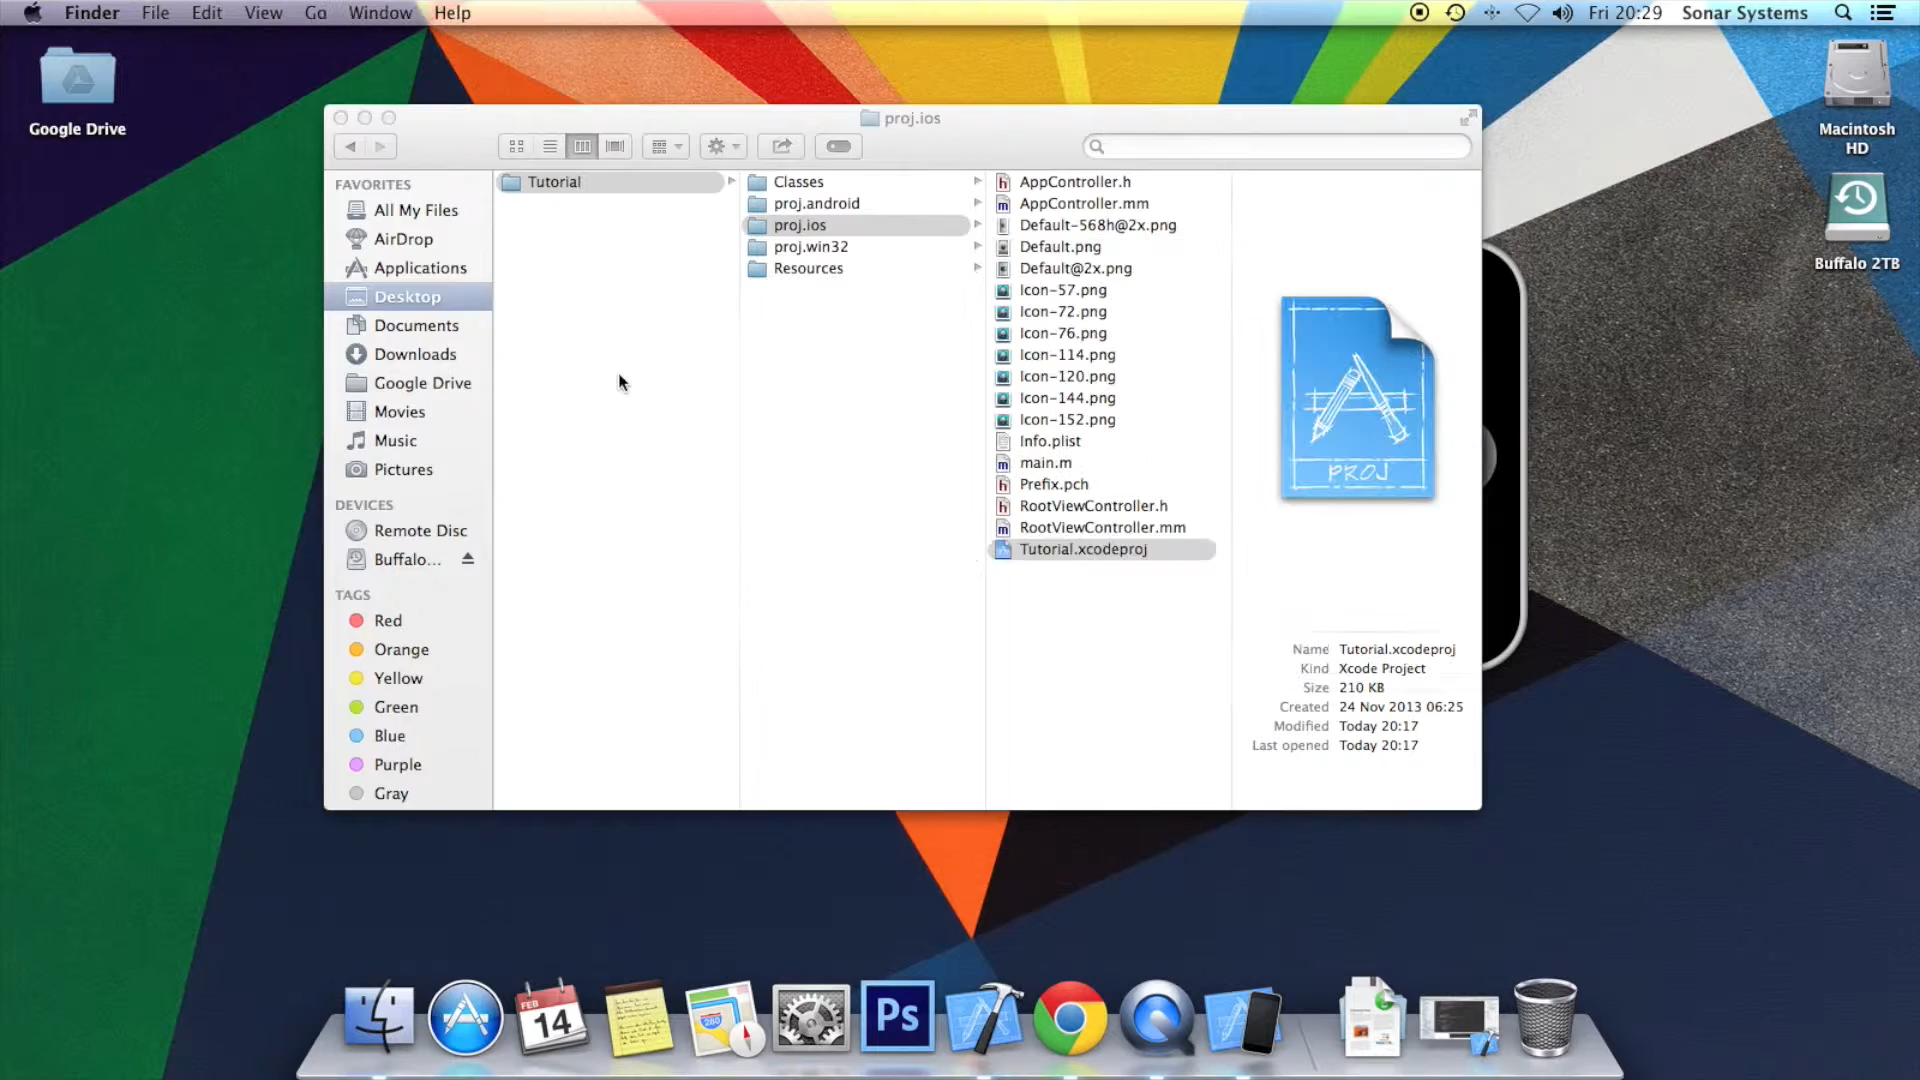 Finder File Edit View Go Window Help
Fri 20:29 Sonar Systems
Google Drive
Macintosh
HD
Buffalo 2TB
proj.ios
FAVORITES
All My Files
AirDrop
Applications
Desktop
Documents
Downloads
Google Drive
Movies
Music
Pictures
DEVICES
Remote Disc
Buffalo...
TAGS
Red
Orange
Yellow
Green
Blue
Purple
Gray
Tutorial
Classes
proj.android
proj.ios
proj.win32
Resources
AppController.h
AppController.mm
Default-568h@2x.png
Default.png
Default@2x.png
Icon-57.png
Icon-72.png
Icon-76.png
Icon-114.png
Icon-120.png
Icon-144.png
Icon-152.png
Info.plist
main.m
Prefix.pch
RootViewController.h
RootViewController.mm
Tutorial.xcodeproj
PROJ
Name Tutorial.xcodeproj
Kind Xcode Project
Size 210 KB
Created 24 Nov 2013 06:25
Modified Today 20:17
Last opened Today 20:17
FEB
14
280
Ps